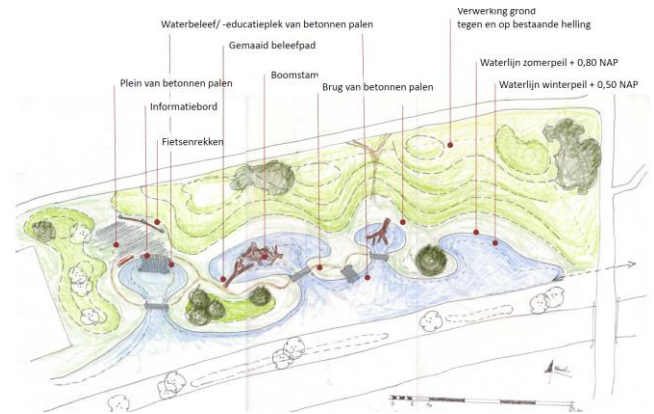 Waterbeleef/ -educatieplek van betonnen palen
Verwerking grond
tegen en op bestaande helling
Gemaaid beleefpad
Waterlijn zomerpeil + 0,80 NAP
Plein van betonnen palen
Boomstam
Brug van betonnen palen
Waterlijn winterpeil + 0,50 NAP
Informatiebord
Fietsenrekken